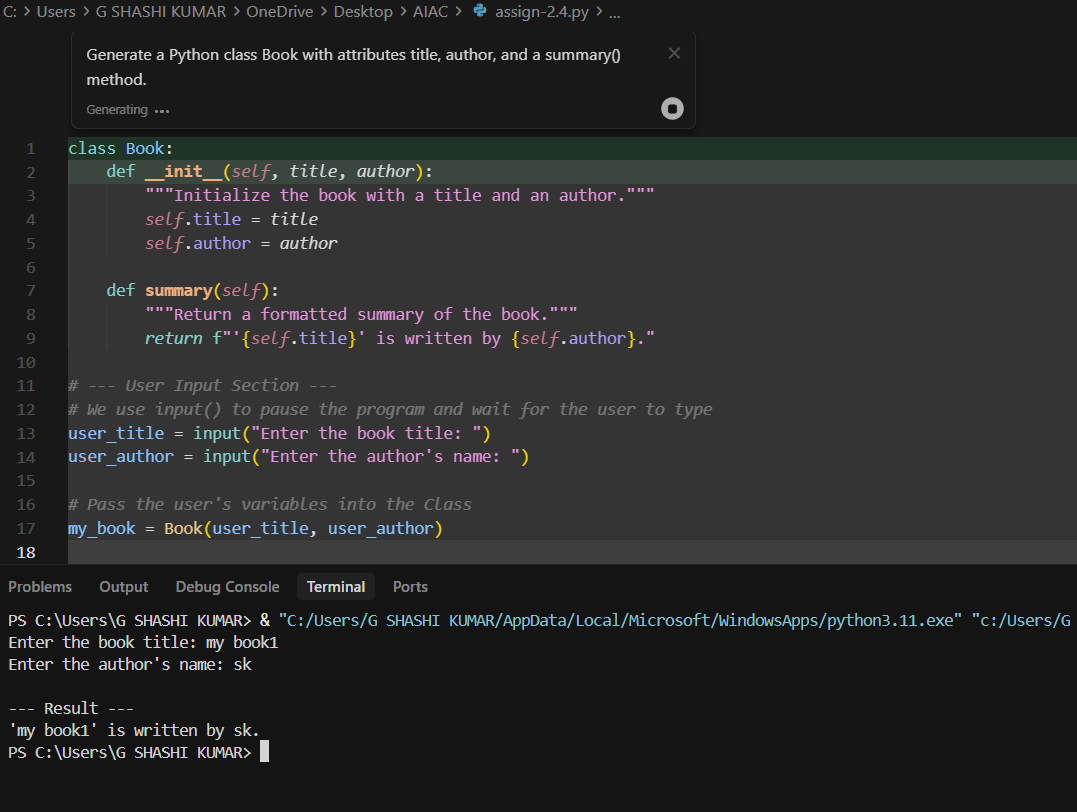 C: > Users > G SHASHI KUMAR > OneDrive > Desktop > AIAC > assign-2.4.py > ...
Generate a Python class Book with attributes title, author, and a summary()
method.
Generating ...
1 class Book:
2     def __init__(self, title, author):
3         """Initialize the book with a title and an author."""
4         self.title = title
5         self.author = author
6
7     def summary(self):
8         """Return a formatted summary of the book."""
9         return f"'{self.title}' is written by {self.author}."
10
11 # --- User Input Section ---
12 # We use input() to pause the program and wait for the user to type
13 user_title = input("Enter the book title: ")
14 user_author = input("Enter the author's name: ")
15
16 # Pass the user's variables into the Class
17 my_book = Book(user_title, user_author)
18
Problems Output Debug Console Terminal Ports
PS C:\Users\G SHASHI KUMAR> & "C:/Users/G SHASHI KUMAR/AppData/Local/Microsoft/WindowsApps/python3.11.exe" "c:/Users/G
Enter the book title: my book1
Enter the author's name: sk
--- Result ---
'my book1' is written by sk.
PS C:\Users\G SHASHI KUMAR>